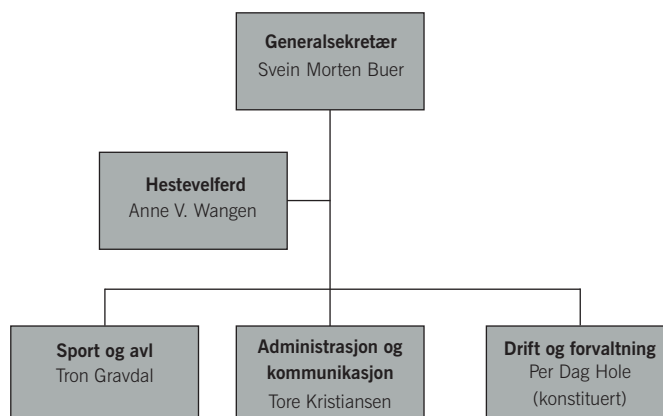 Generalsekretær
Svein Morten Buer
Hestevelferd
Anne V. Wangen
Sport og avl
Tron Gravdal
Administrasjon og
kommunikasjon
Tore Kristiansen
Drift og forvaltning
Per Dag Hole
(konstituert)